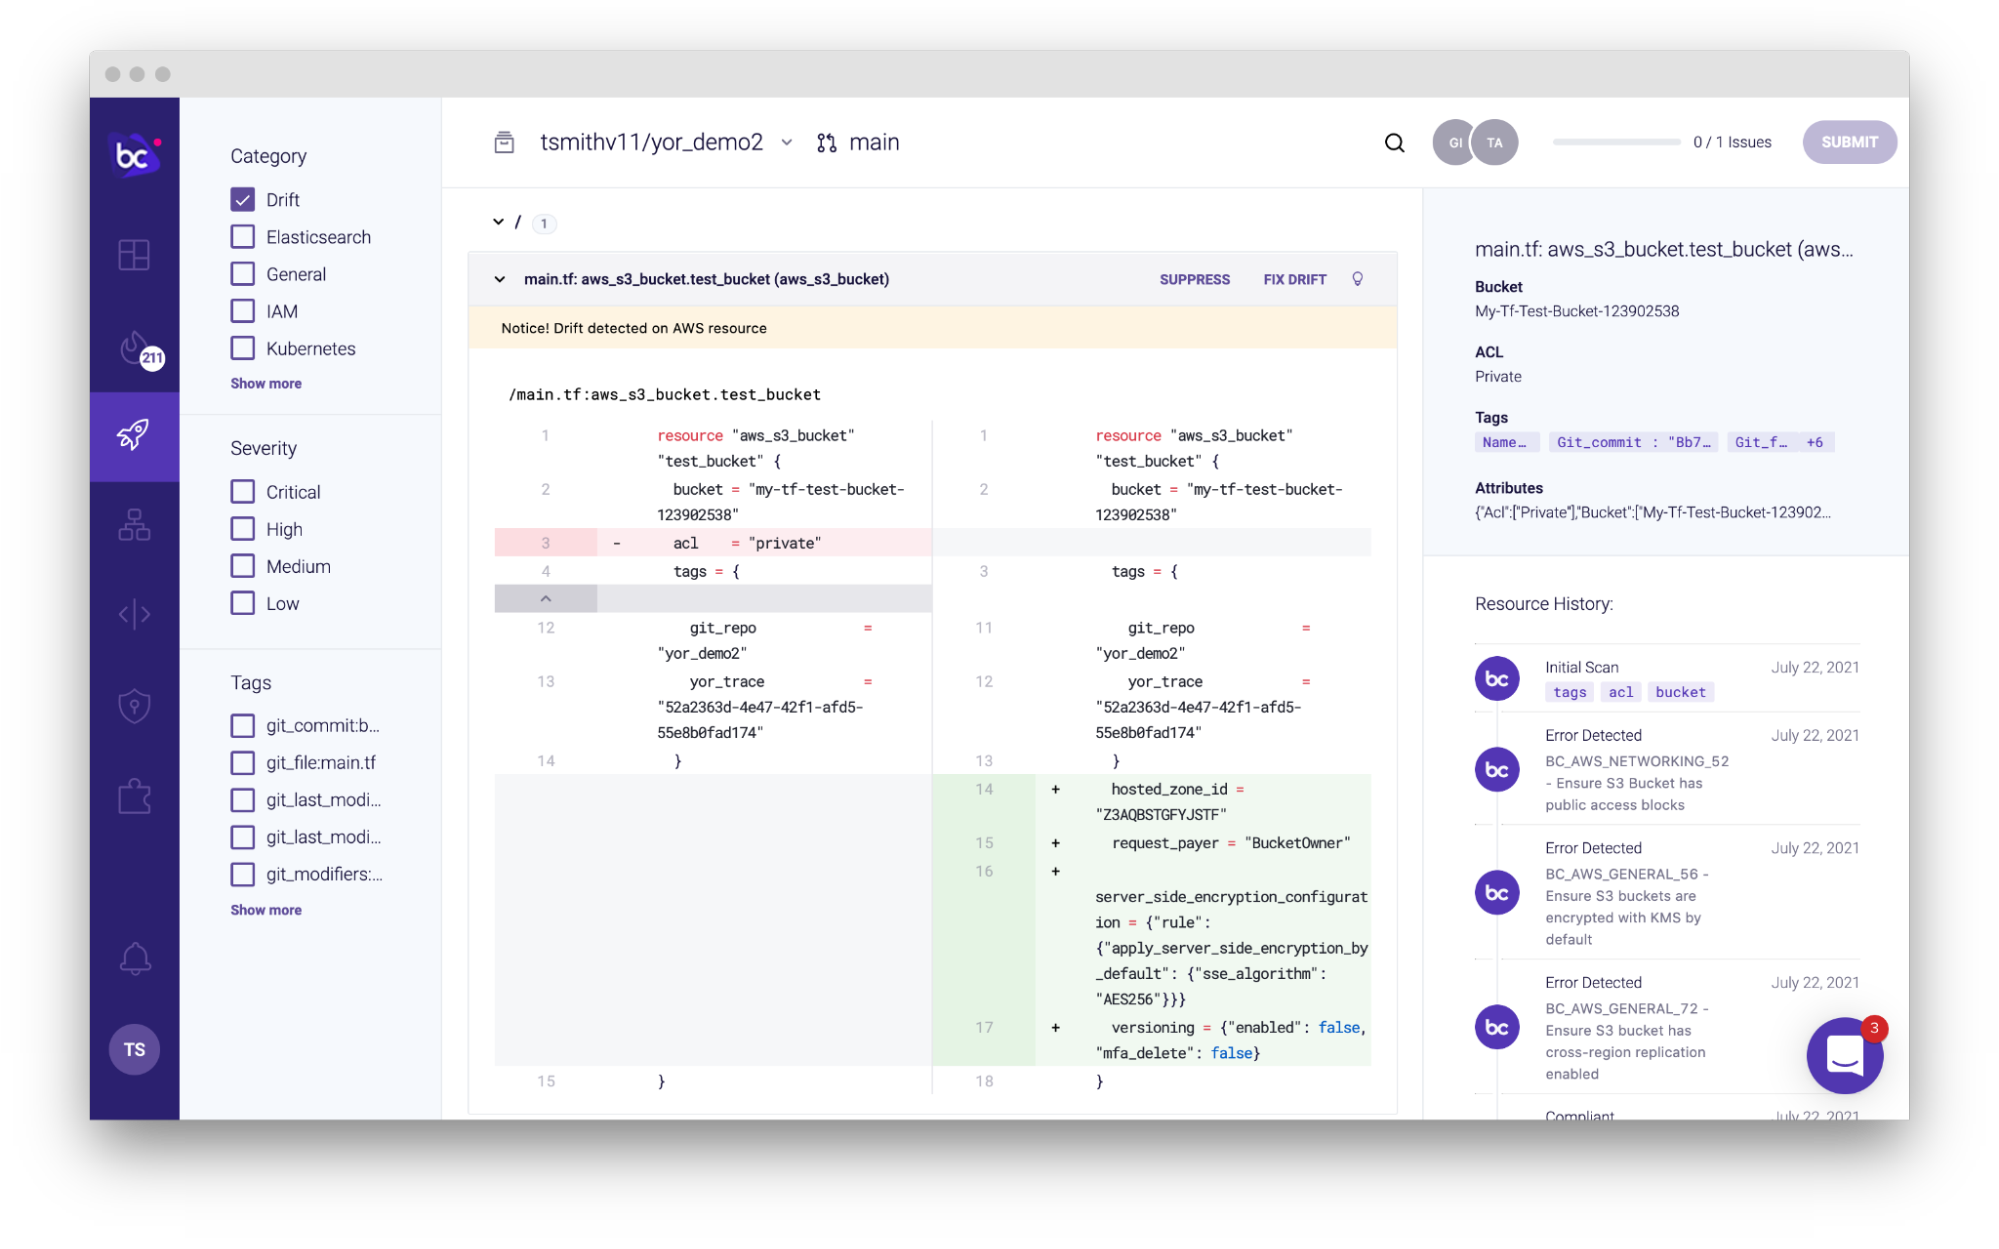 bc
211
TS
Category
Drift
Elasticsearch
General
IAM
Kubernetes
Show more
Severity
Critical
High
Medium
Low
Tags
git_commit:b...
git_file:main.tf
git_last_modi...
git_last_modi...
git_modifiers:...
Show more
tsmithv11/yor_demo2 main
GI TA
0 / 1 Issues
SUBMIT
/ 1
main.tf: aws_s3_bucket.test_bucket (aws_s3_bucket) SUPPRESS FIX DRIFT
Notice! Drift detected on AWS resource
/main.tf:aws_s3_bucket.test_bucket
1 resource "aws_s3_bucket"
"test_bucket" {
2 bucket = "my-tf-test-bucket-
123902538"
3 - acl = "private"
4 tags = {
12 git_repo =
"yor_demo2"
13 yor_trace =
"52a2363d-4e47-42f1-afd5-
55e8b0fad174"
14 }
15 }
1 resource "aws_s3_bucket"
"test_bucket" {
2 bucket = "my-tf-test-bucket-
123902538"
3 tags = {
11 git_repo =
"yor_demo2"
12 yor_trace =
"52a2363d-4e47-42f1-afd5-
55e8b0fad174"
13 }
14 + hosted_zone_id =
"Z3AQBSTGFYJSTF"
15 + request_payer = "BucketOwner"
16 +
server_side_encryption_configurat
ion = {"rule":
{"apply_server_side_encryption_by
_default": {"sse_algorithm":
"AES256"}}}
17 + versioning = {"enabled": false,
"mfa_delete": false}
18 }
main.tf: aws_s3_bucket.test_bucket (aws...
Bucket
My-Tf-Test-Bucket-123902538
ACL
Private
Tags
Name... Git_commit : "Bb7... Git_f... +6
Attributes
{"Acl":["Private"],"Bucket":["My-Tf-Test-Bucket-123902...
Resource History:
bc Initial Scan July 22, 2021
tags acl bucket
bc Error Detected July 22, 2021
BC_AWS_NETWORKING_52
- Ensure S3 Bucket has
public access blocks
bc Error Detected July 22, 2021
BC_AWS_GENERAL_56 -
Ensure S3 buckets are
encrypted with KMS by
default
bc Error Detected July 22, 2021
BC_AWS_GENERAL_72 -
Ensure S3 bucket has
cross-region replication
enabled
Compliant July 22, 2021
3